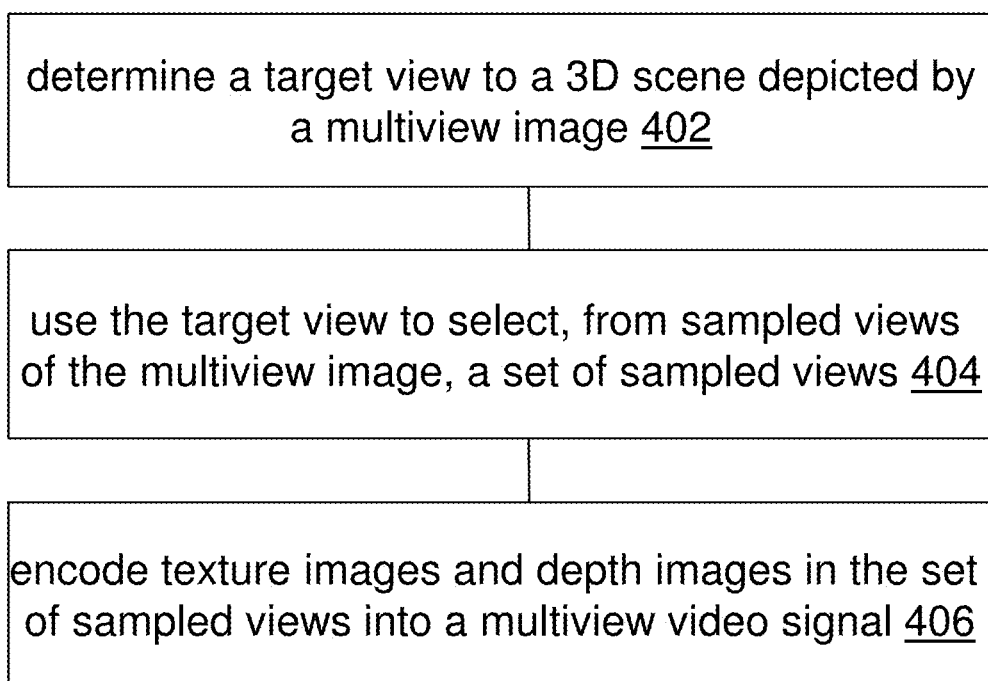 determine a target view to a 3D scene depicted by
a multiview image 402
use the target view to select, from sampled views
of the multiview image, a set of sampled views 404
encode texture images and depth images in the set
of sampled views into a multiview video signal 406